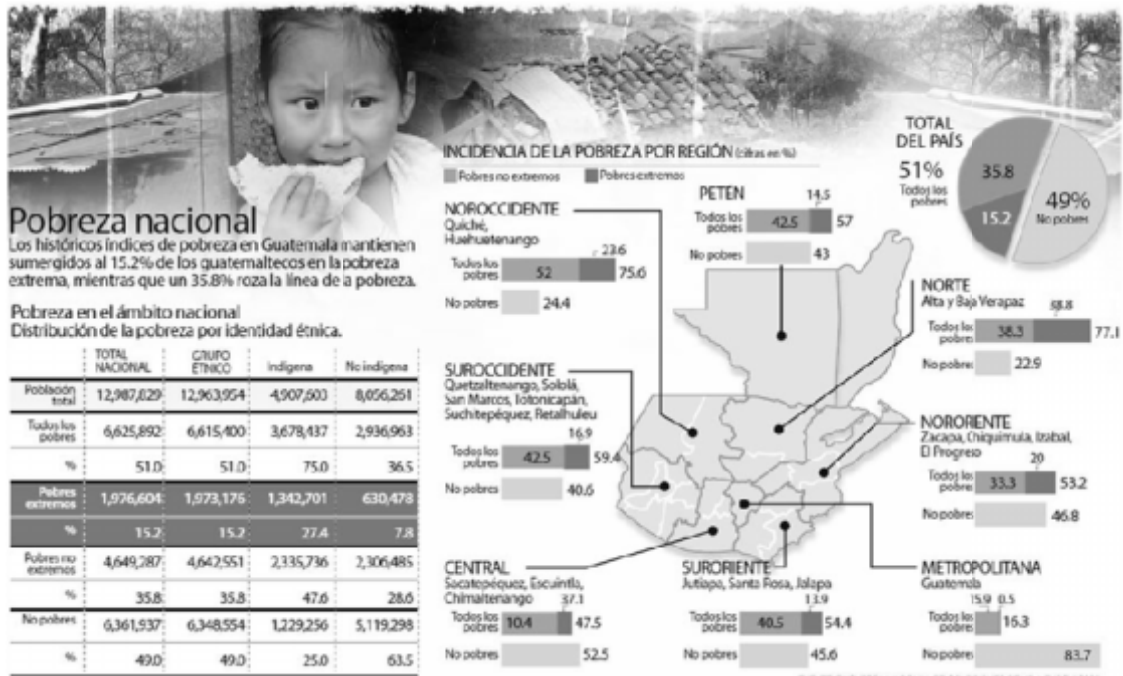 Pobreza nacional
Los históricos índices de pobreza en Guatemala mantienen
sumergidos al 15.2% de los guatemaltecos en la pobreza
extrema, mientras que un 35.8% roza la línea de a pobreza.
Pobreza en el ámbito nacional
Distribución de la pobreza por identidad étnica.
TOTAL NACIONAL GRUPO ÉTNICO Indígena No indígena
Población total 12,987,829 12,963,954 4,907,603 8,056,261
Todos los pobres 6,625,892 6,615,400 3,678,437 2,936,963
% 51.0 51.0 75.0 36.5
Pobres extremos 1,976,604 1,973,176 1,342,701 630,478
% 15.2 15.2 27.4 7.8
Pobres no extremos 4,649,287 4,642,551 2,335,736 2,306,485
% 35.8 35.8 47.6 28.6
No pobres 6,361,937 6,348,554 1,229,256 5,119,298
% 49.0 49.0 25.0 63.5
INCIDENCIA DE LA POBREZA POR REGIÓN (cifras en %)
Pobres no extremos Pobres extremos
TOTAL
DEL PAÍS
51%
Todos los
pobres
35.8
15.2
49%
No pobres
NOROCCIDENTE
Quiché,
Huehuetenango
23.6
Todos los pobres 52 75.6
No pobres 24.4
PETEN
14.5
Todos los pobres 42.5 57
No pobres 43
NORTE
Alta y Baja Verapaz
38.8
Todos los pobres 38.3 77.1
No pobres 22.9
SUROCCIDENTE
Quetzaltenango, Sololá,
San Marcos, Totonicapán,
Suchitepéquez, Retalhuleu
16.9
Todos los pobres 42.5 59.4
No pobres 40.6
NORORIENTE
Zacapa, Chiquimula, Izabal,
El Progreso
20
Todos los pobres 33.3 53.2
No pobres 46.8
CENTRAL
Sacatepéquez, Escuintla,
Chimaltenango
37.1
Todos los pobres 10.4 47.5
No pobres 52.5
SURORIENTE
Jutiapa, Santa Rosa, Jalapa
13.9
Todos los pobres 40.5 54.4
No pobres 45.6
METROPOLITANA
Guatemala
15.9 0.5
Todos los pobres 16.3
No pobres 83.7